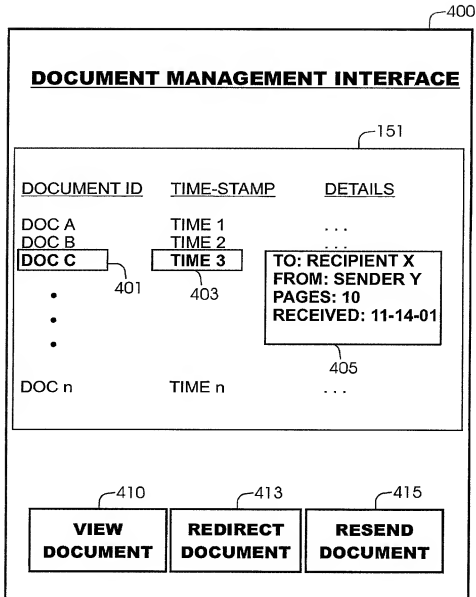 400
DOCUMENT MANAGEMENT INTERFACE
151
DOCUMENT ID TIME-STAMP DETAILS
DOC A TIME 1 . . .
DOC B TIME 2 . . .
DOC C TIME 3 TO: RECIPIENT X
FROM: SENDER Y
401 403 PAGES: 10
RECEIVED: 11-14-01
405
DOC n TIME n . . .
410 413 415
VIEW DOCUMENT REDIRECT DOCUMENT RESEND DOCUMENT